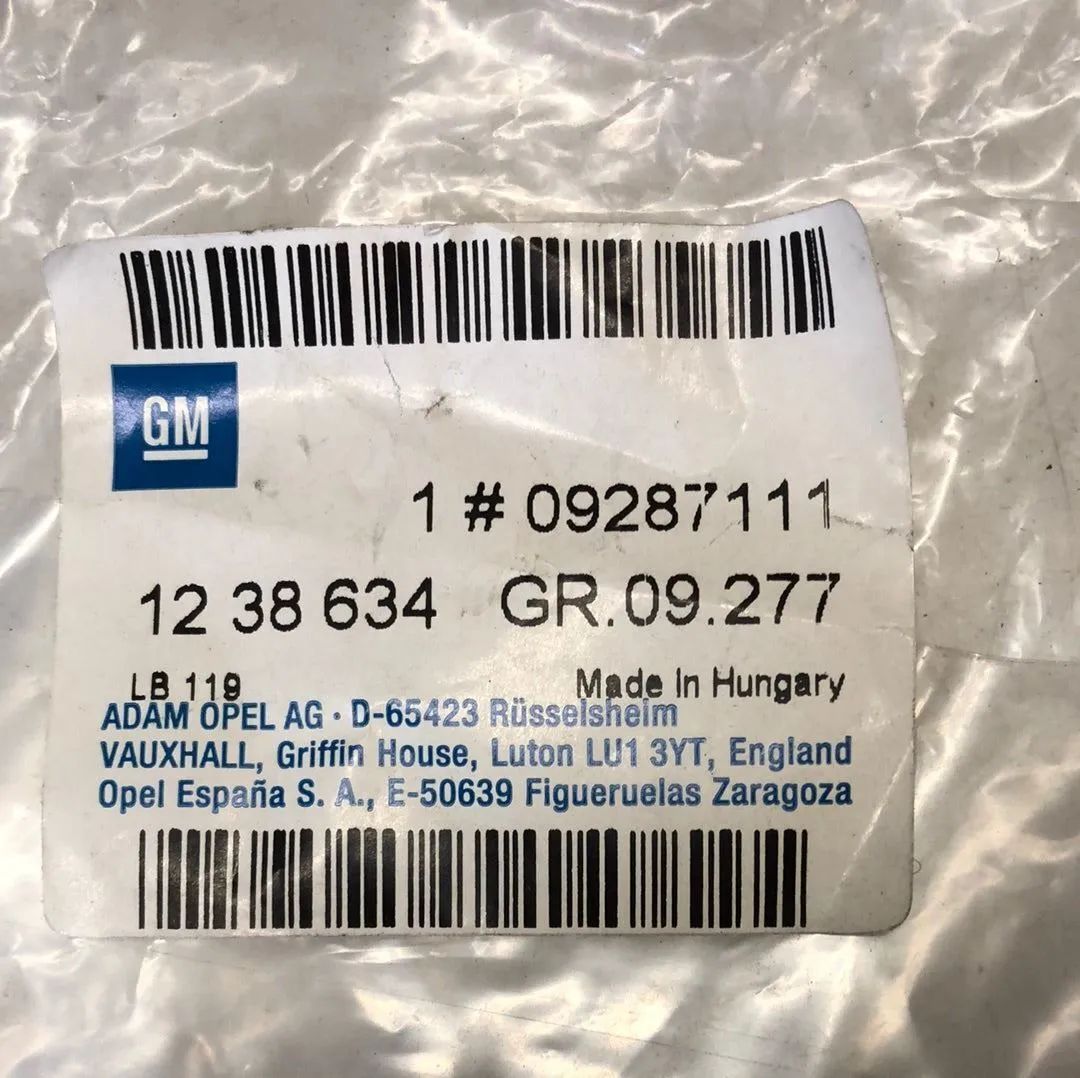 GM
1 # 09287111
12 38 634 GR.09.277
LB 119 Made In Hungary
ADAM OPEL AG · D-65423 Rüsselsheim
VAUXHALL, Griffin House, Luton LU1 3YT, England
Opel España S. A., E-50639 Figueruelas Zaragoza